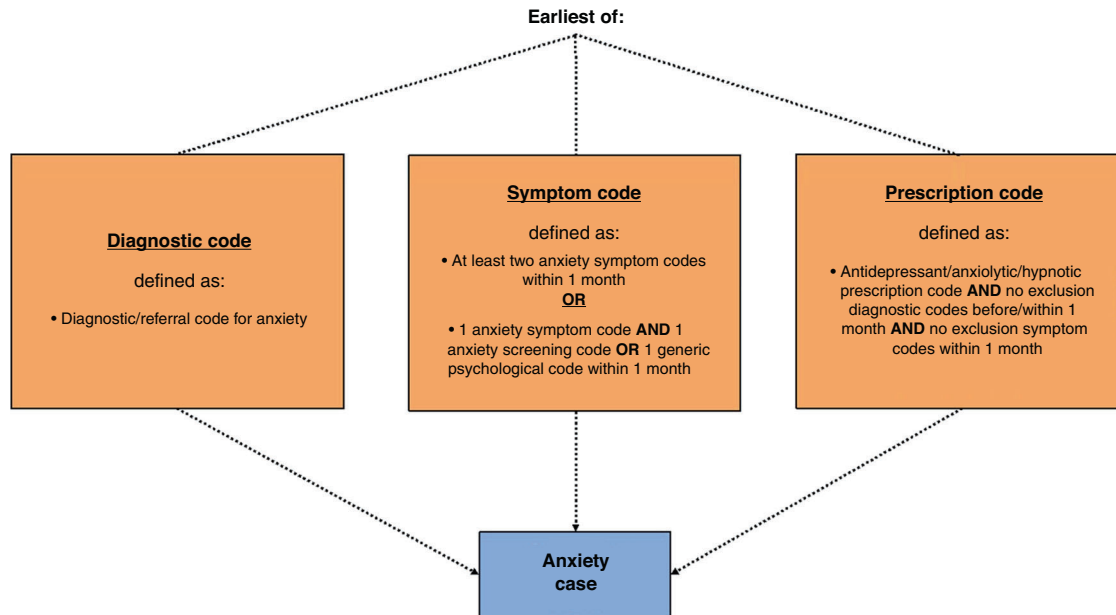 Earliest of:
Diagnostic code
defined as:
• Diagnostic/referral code for anxiety
Symptom code
defined as:
• At least two anxiety symptom codes
within 1 month
OR
• 1 anxiety symptom code AND 1
anxiety screening code OR 1 generic
psychological code within 1 month
Prescription code
defined as:
• Antidepressant/anxiolytic/hypnotic
prescription code AND no exclusion
diagnostic codes before/within 1
month AND no exclusion symptom
codes within 1 month
Anxiety
case